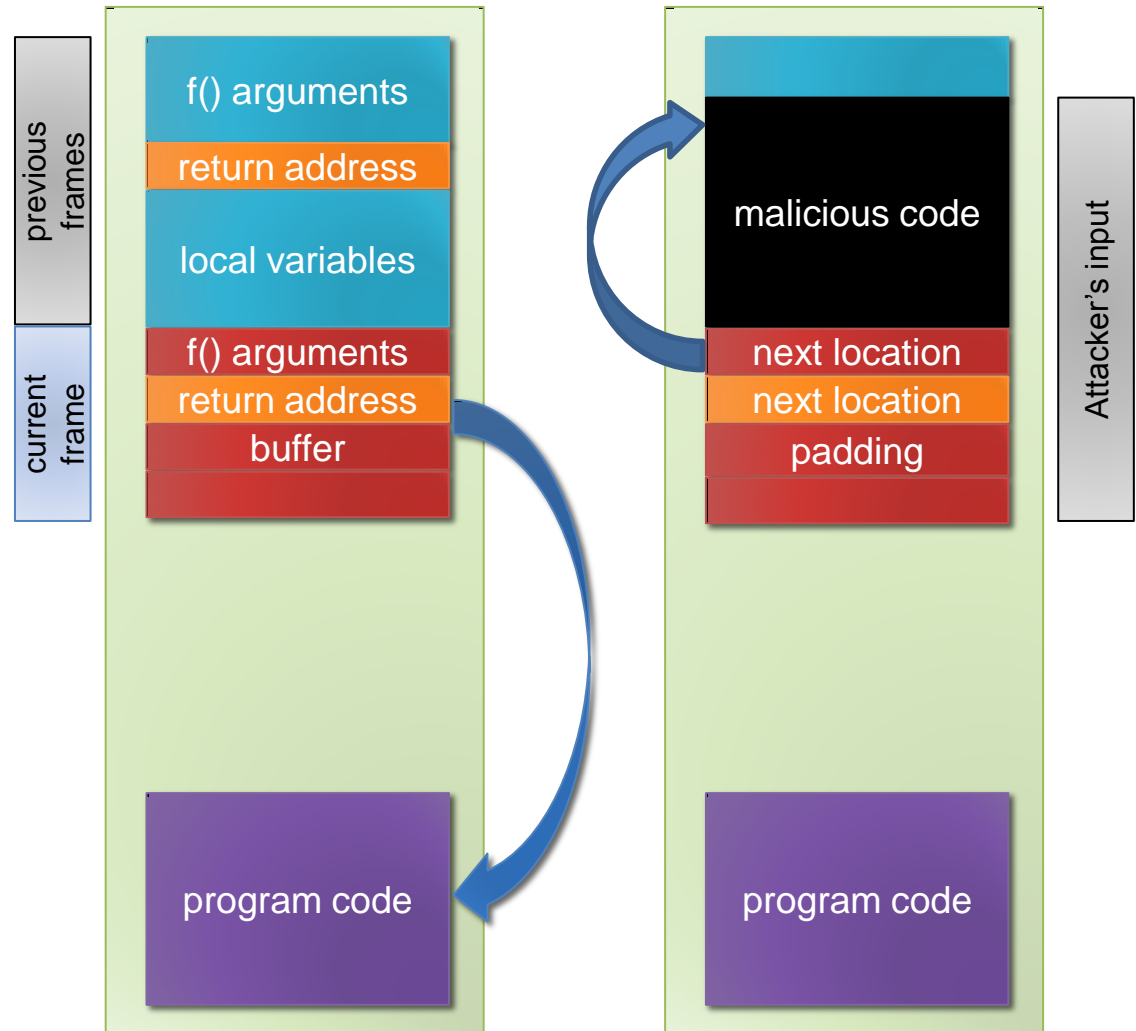 previous
frames
current
frame
f() arguments
return address
local variables
f() arguments
return address
buffer
program code
malicious code
next location
next location
padding
program code
Attacker’s input